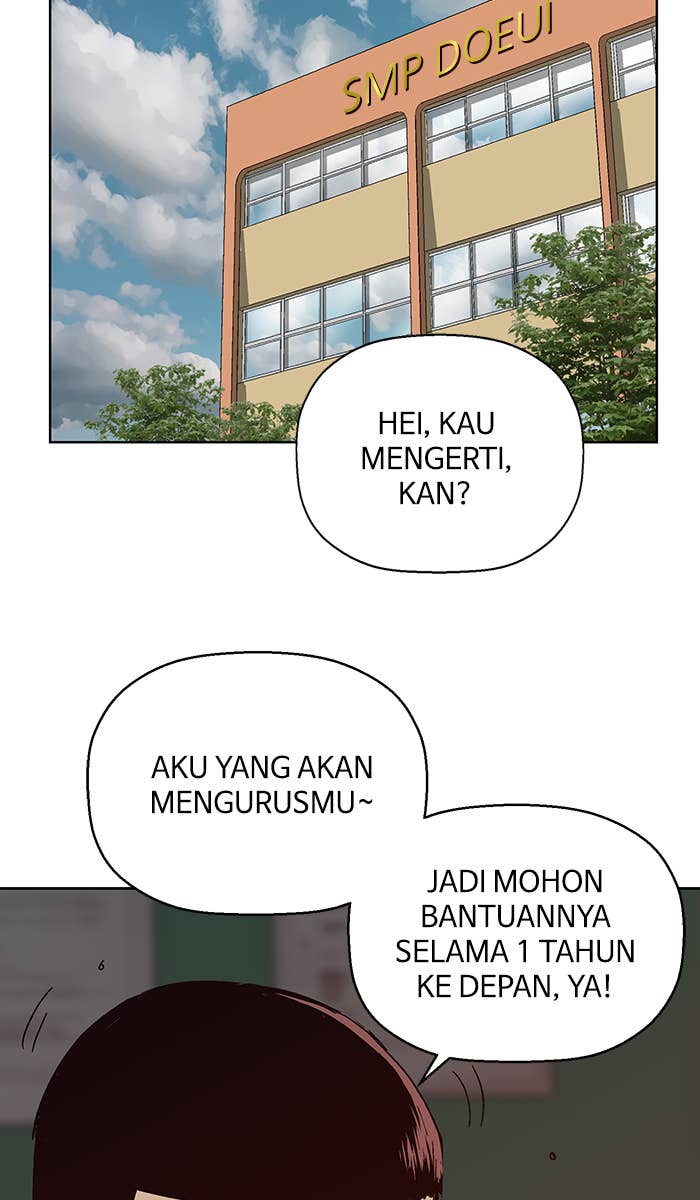 SMP DOEUI
HEI, KAU
MENGERTI,
KAN?
AKU YANG AKAN
MENGURUSMU~
JADI MOHON
BANTUANNYA
SELAMA 1 TAHUN
KE DEPAN, YA!